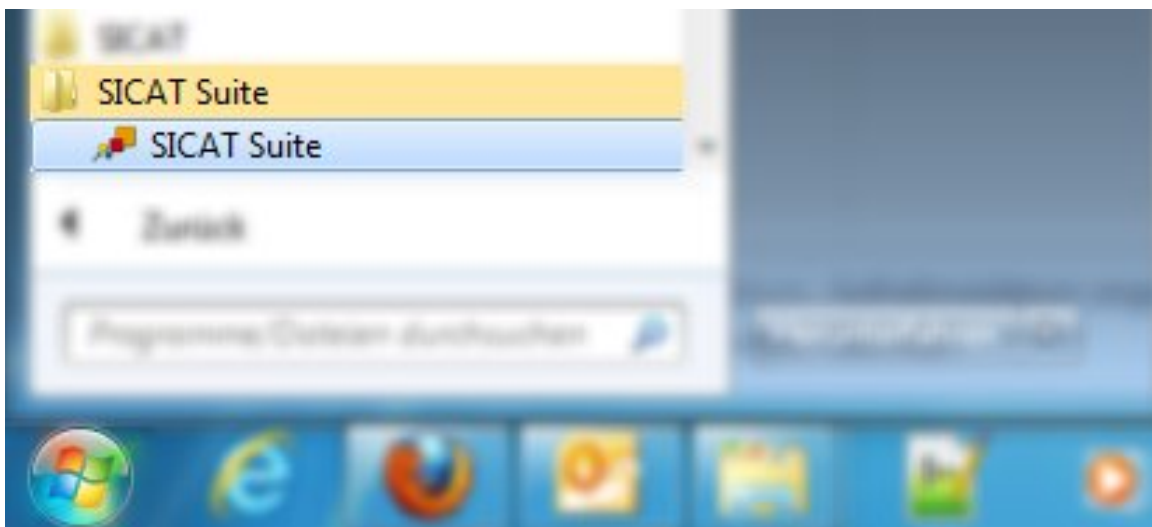 SICAT
SICAT Suite
SICAT Suite
Zurück
Programme/Dateien durchsuchen